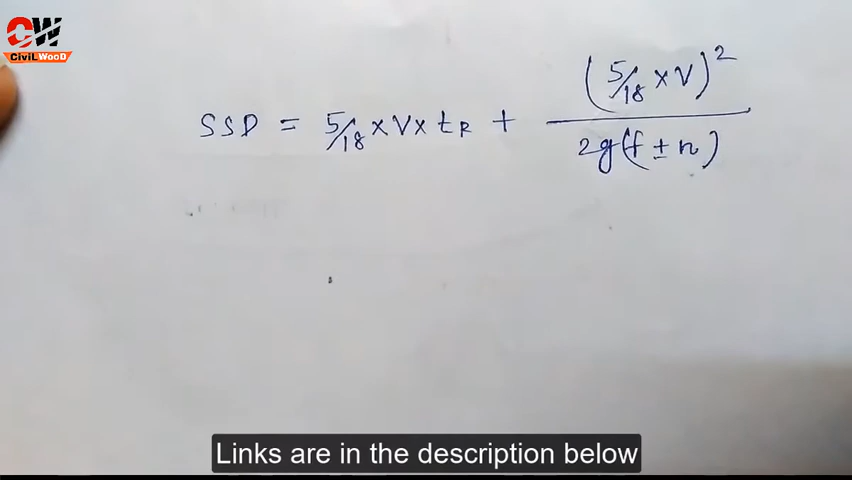 CW
CIVIL WOOD
SSD = 5/18 × V × tR + (5/18 × V)² / 2g(f ± n)
Links are in the description below